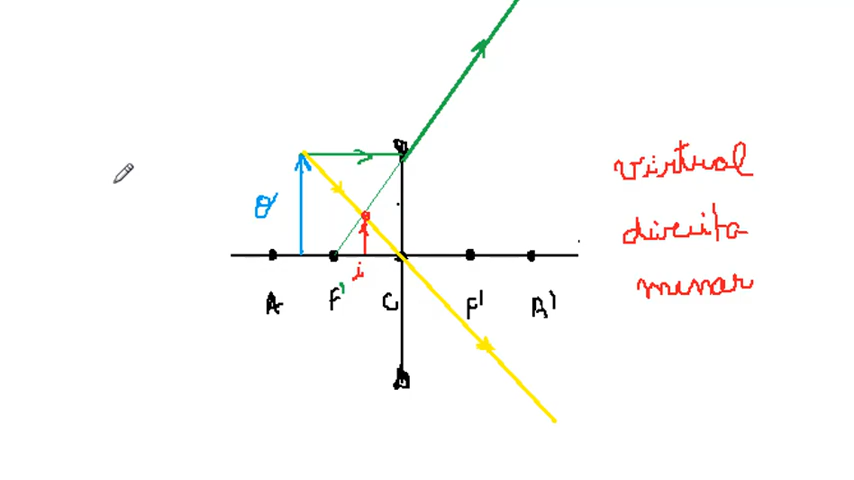 virtual
o
direita
i
menor
A F' C F' A'